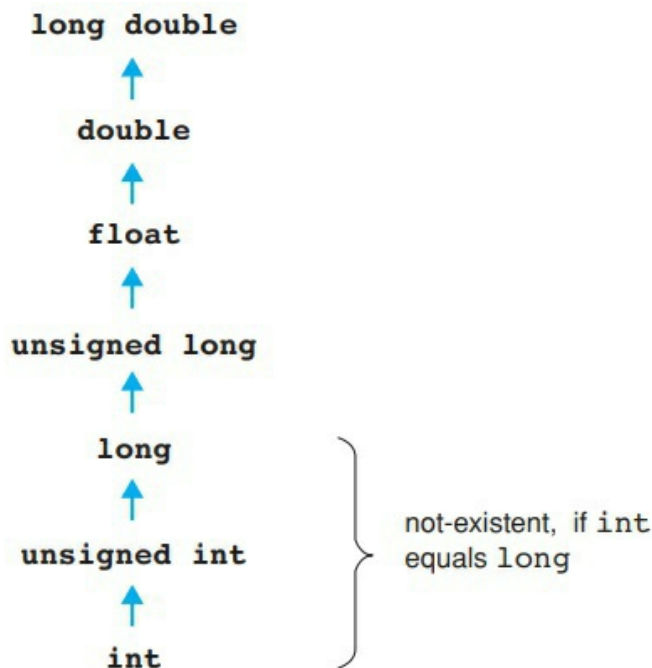 long double
double
float
unsigned long
long
not-existent, if int
equals long
unsigned int
int